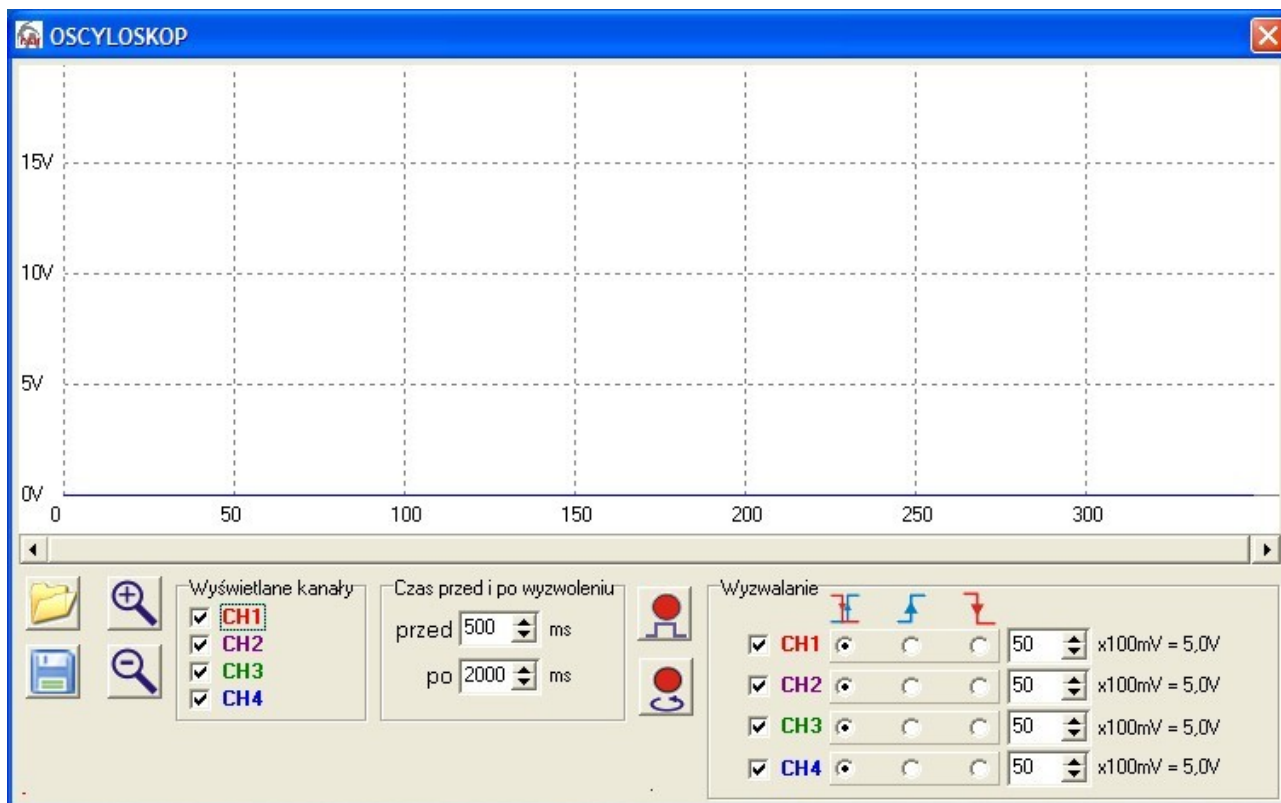 OSCYLOSKOP
15V
10V
5V
0V
0 50 100 150 200 250 300
Wyświetlane kanały
CH1
CH2
CH3
CH4
Czas przed i po wyzwoleniu
przed 500 ms
po 2000 ms
Wyzwalanie
CH1 50 x100mV = 5,0V
CH2 50 x100mV = 5,0V
CH3 50 x100mV = 5,0V
CH4 50 x100mV = 5,0V